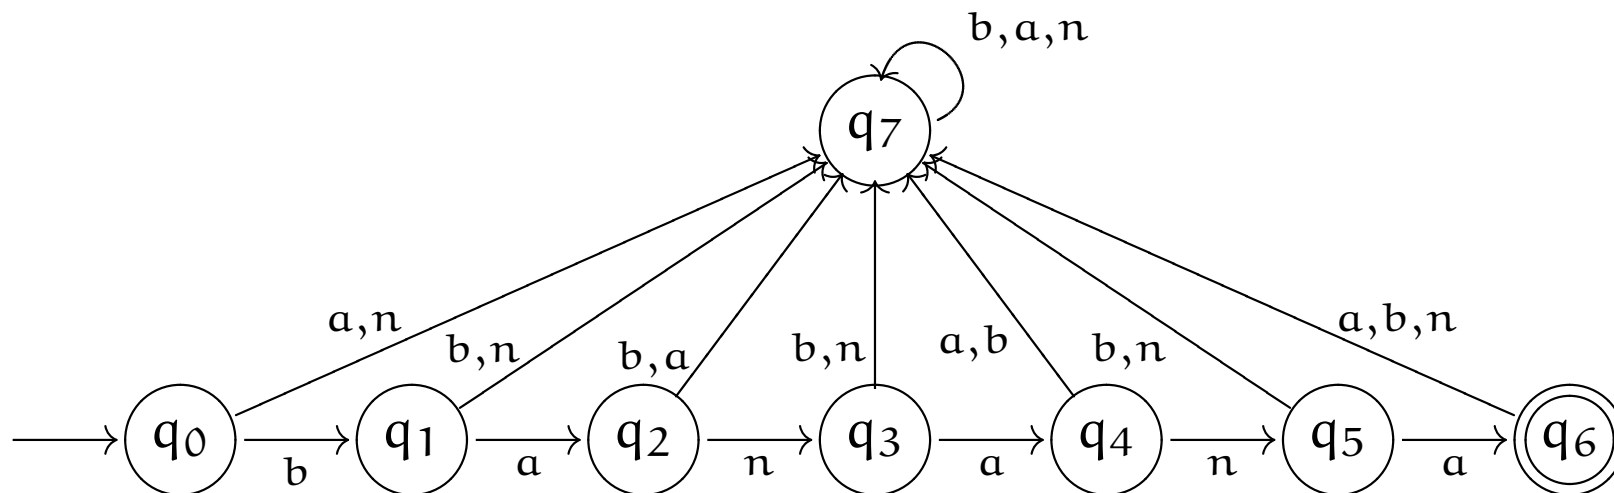 b,a,n
q7
a,n
b,n
b,a
b,n
a,b
b,n
a,b,n
q0
q1
q2
q3
q4
q5
q6
b
a
n
a
n
a